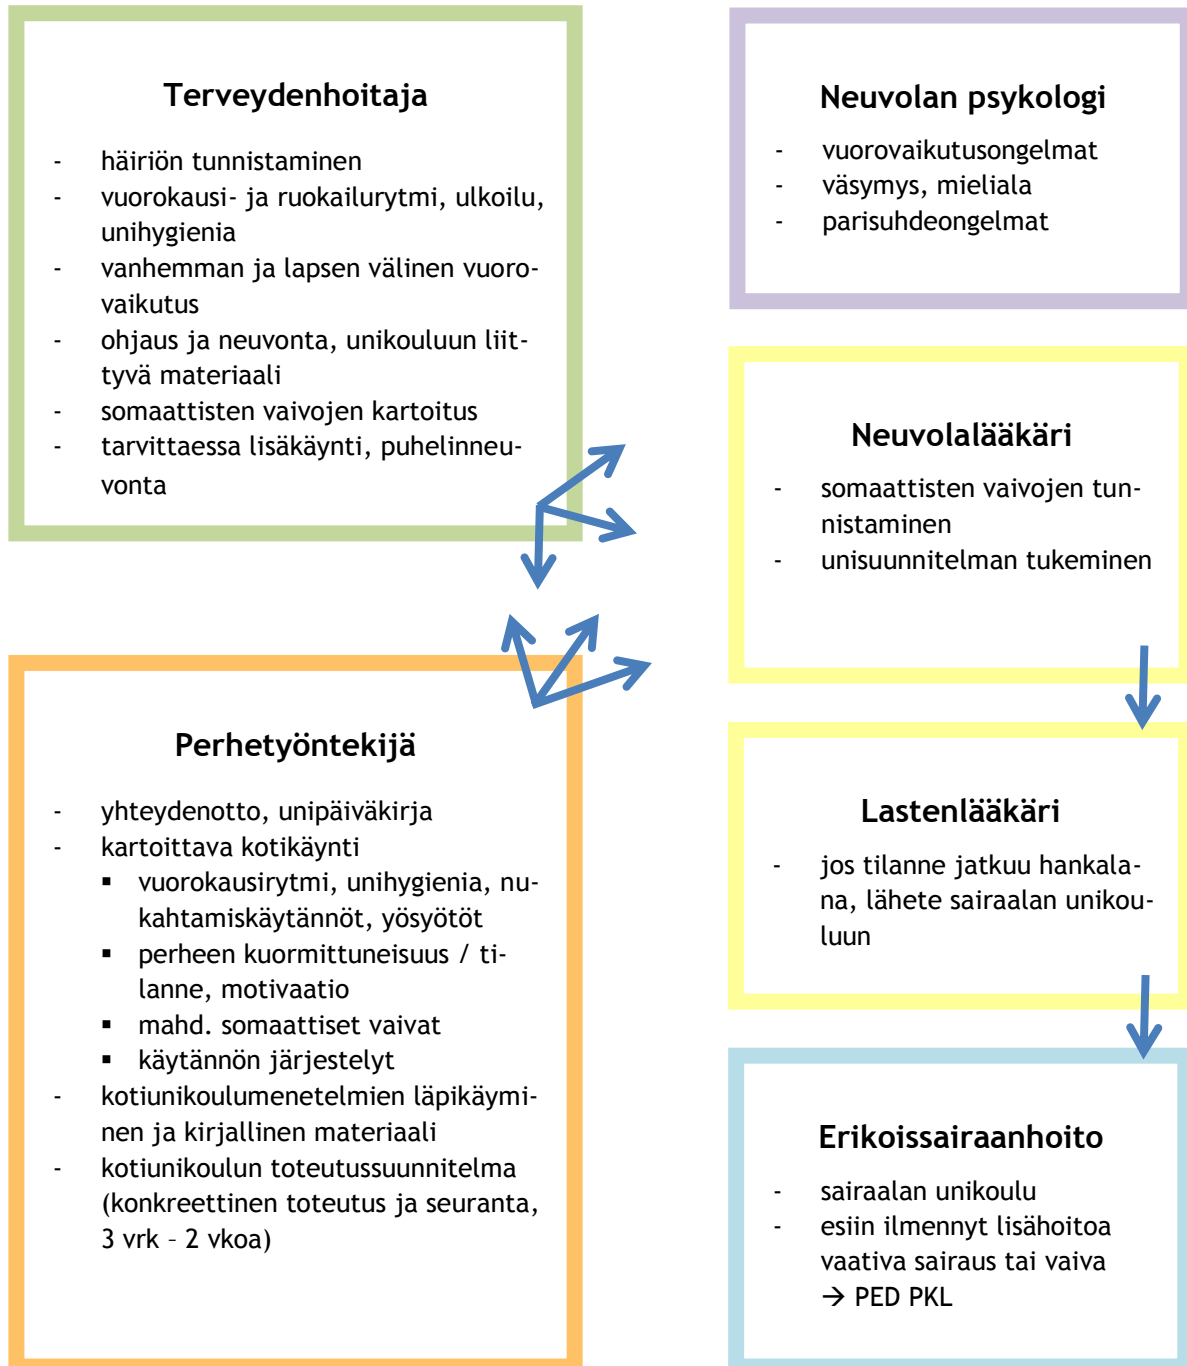 Terveydenhoitaja
- häiriön tunnistaminen
- vuorokausi- ja ruokailurytmi, ulkoilu,
unihygienia
- vanhemman ja lapsen välinen vuoro-
vaikutus
- ohjaus ja neuvonta, unikouluun liit-
tyvä materiaali
- somaattisten vaivojen kartoitus
- tarvittaessa lisäkäynti, puhelinneu-
vonta
Perhetyöntekijä
- yhteydenotto, unipäiväkirja
- kartoittava kotikäynti
▪ vuorokausirytmi, unihygienia, nu-
kahtamiskäytännöt, yösyötöt
▪ perheen kuormittuneisuus / ti-
lanne, motivaatio
▪ mahd. somaattiset vaivat
▪ käytännön järjestelyt
- kotiunikoulumenetelmien läpikäymi-
nen ja kirjallinen materiaali
- kotiunikoulun toteutussuunnitelma
(konkreettinen toteutus ja seuranta,
3 vrk – 2 vkoa)
Neuvolan psykologi
- vuorovaikutusongelmat
- väsymys, mieliala
- parisuhdeongelmat
Neuvolalääkäri
- somaattisten vaivojen tun-
nistaminen
- unisuunnitelman tukeminen
Lastenlääkäri
- jos tilanne jatkuu hankala-
na, lähete sairaalan unikou-
luun
Erikoissairaanhoito
- sairaalan unikoulu
- esiin ilmennyt lisähoitoa
vaativa sairaus tai vaiva
→ PED PKL